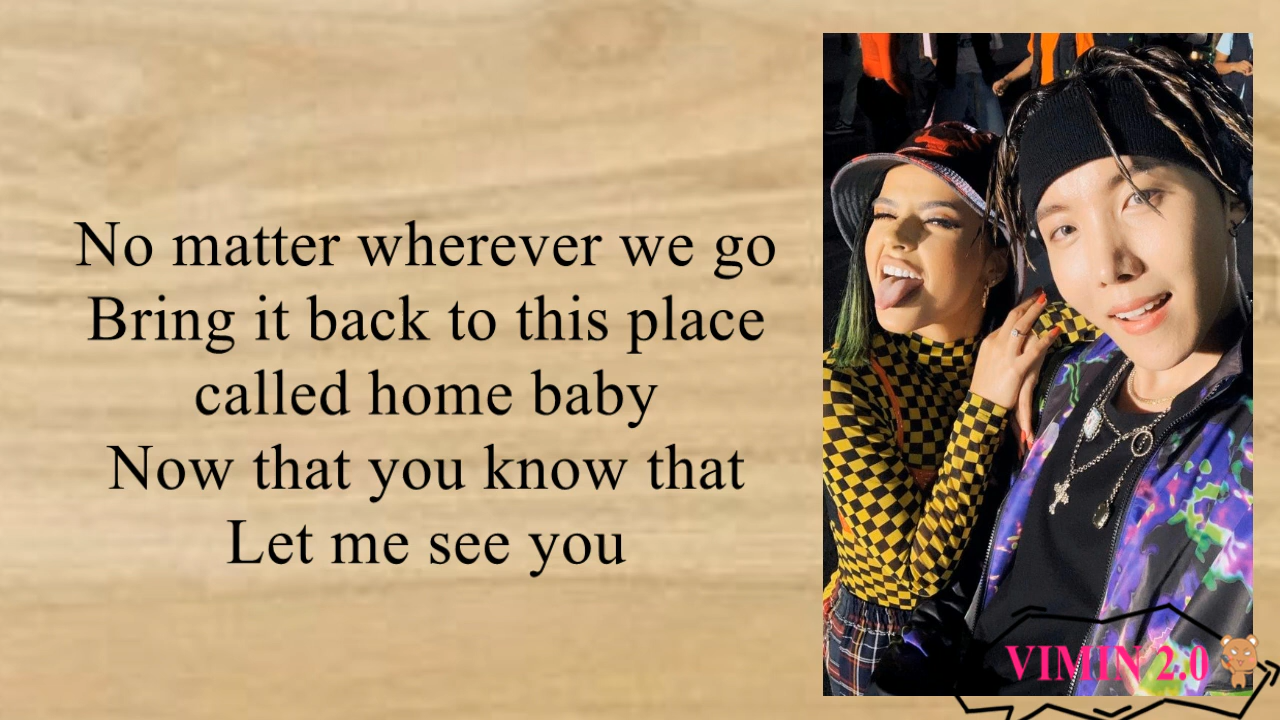 No matter wherever we go
Bring it back to this place
called home baby
Now that you know that
Let me see you
VIMIN 2.0